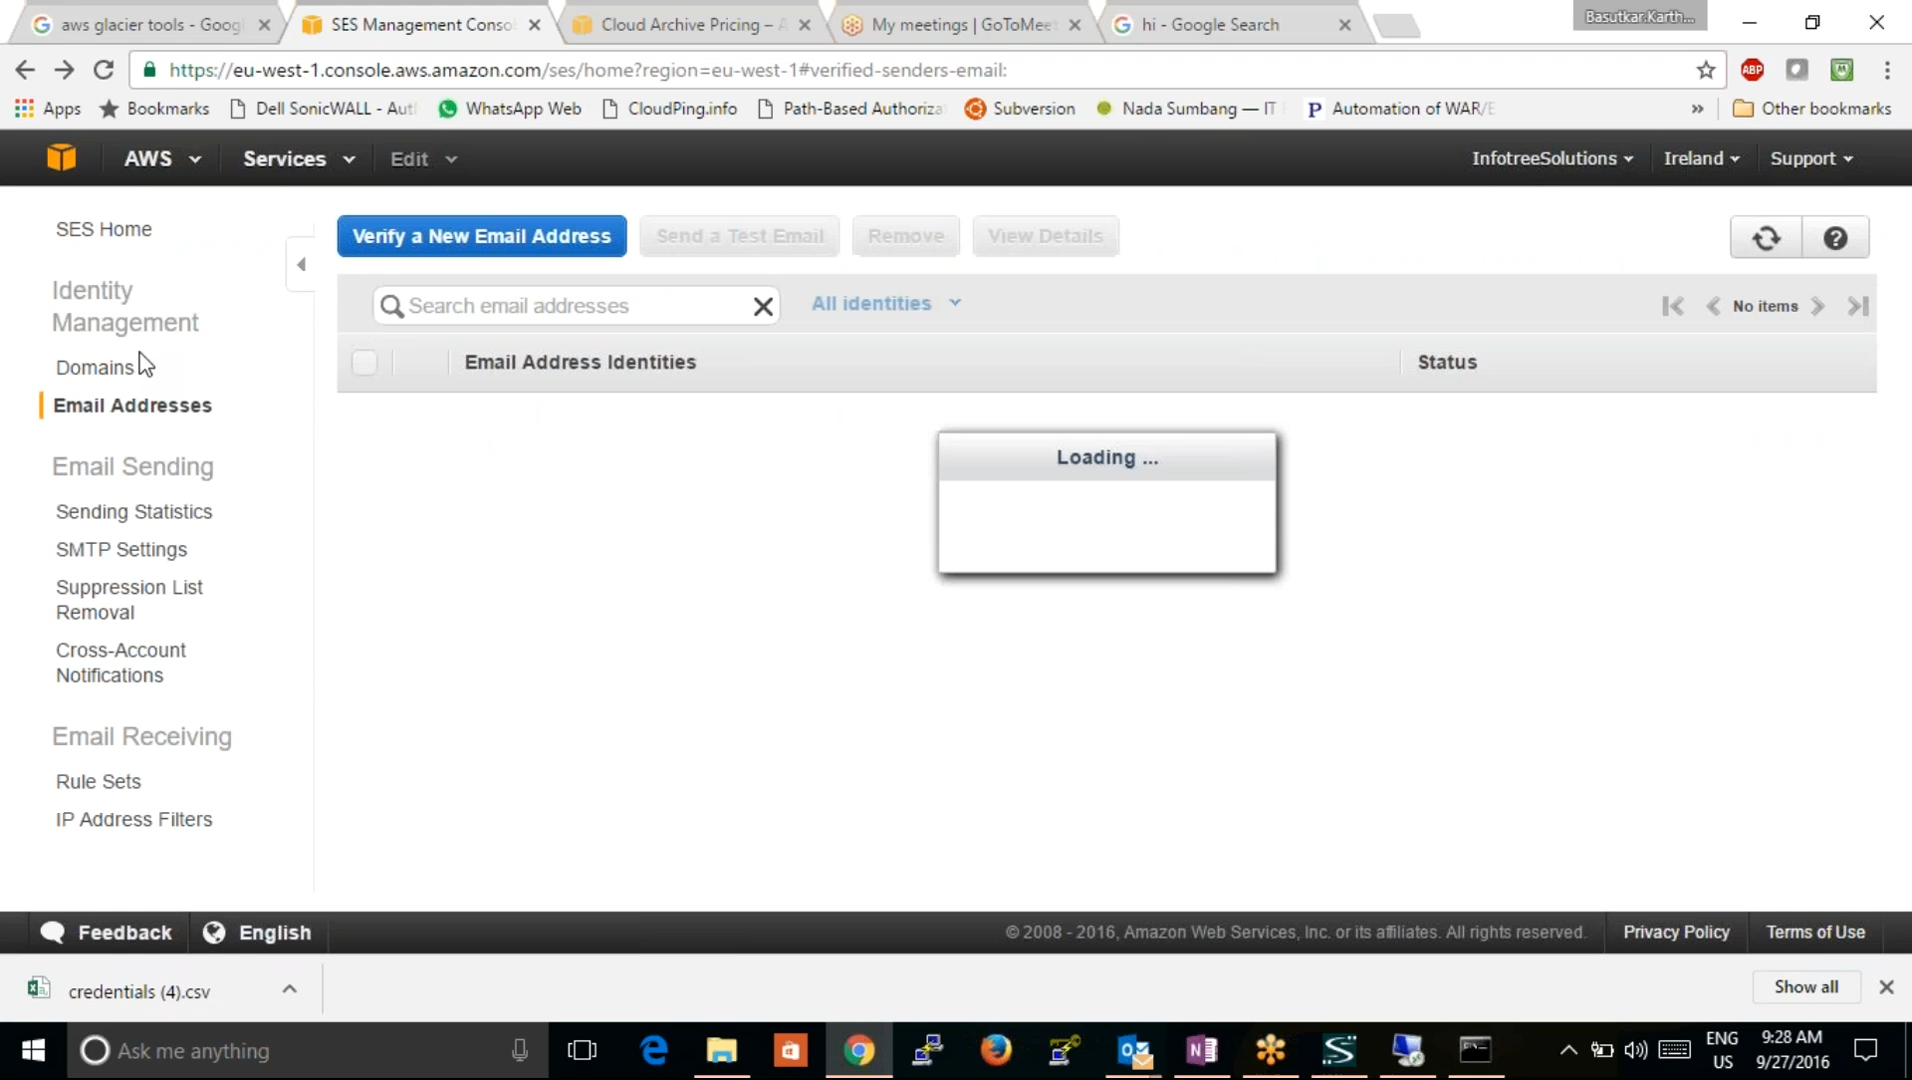 aws glacier tools - Goog
SES Management Conso
Cloud Archive Pricing – A
My meetings | GoToMeet
hi - Google Search
Basutkar.Karth...
https://eu-west-1.console.aws.amazon.com/ses/home?region=eu-west-1#verified-senders-email:
ABP
Apps
Bookmarks
Dell SonicWALL - Aut
WhatsApp Web
CloudPing.info
Path-Based Authoriza
Subversion
Nada Sumbang — IT
P
Automation of WAR/E
»
Other bookmarks
AWS
Services
Edit
InfotreeSolutions
Ireland
Support
SES Home
Identity
Management
Domains
Email Addresses
Email Sending
Sending Statistics
SMTP Settings
Suppression List
Removal
Cross-Account
Notifications
Email Receiving
Rule Sets
IP Address Filters
Verify a New Email Address
Send a Test Email
Remove
View Details
?
Search email addresses
All identities
No items
Email Address Identities
Status
Loading ...
Feedback
English
© 2008 - 2016, Amazon Web Services, Inc. or its affiliates. All rights reserved.
Privacy Policy
Terms of Use
credentials (4).csv
Show all
Ask me anything
ENG
US
9:28 AM
9/27/2016